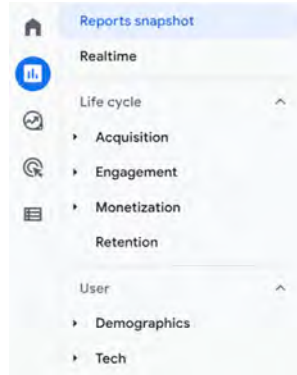 Reports snapshot
Realtime
Life cycle
Acquisition
Engagement
Monetization
Retention
User
Demographics
Tech